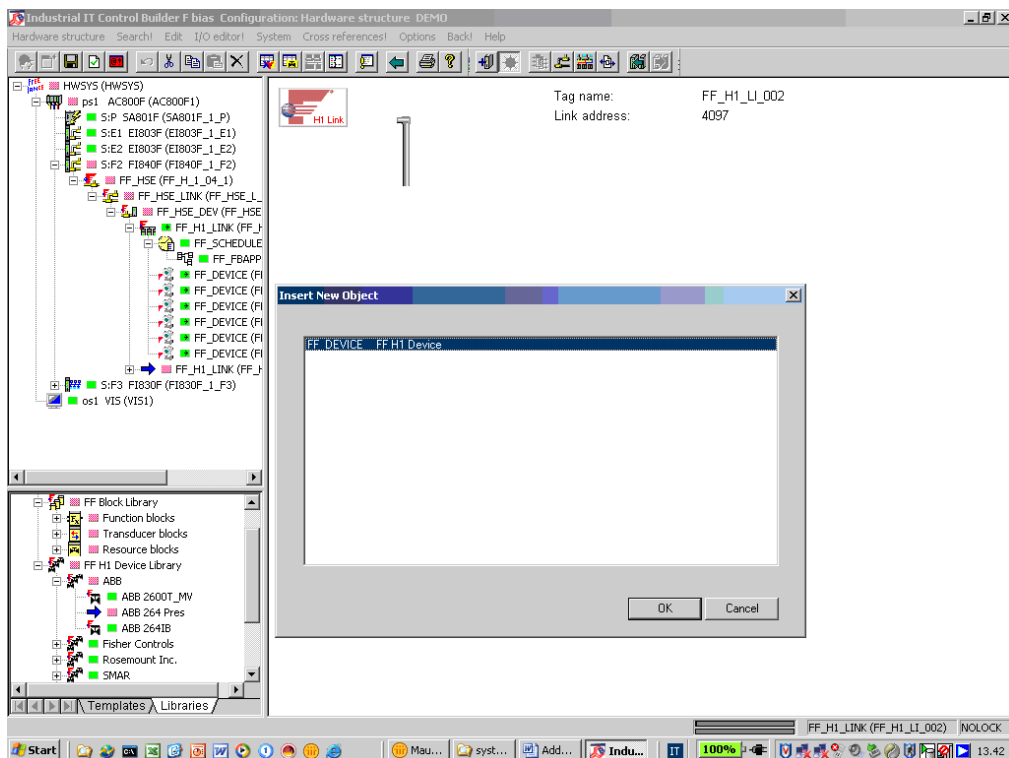 Industrial IT Control Builder F bias Configuration: Hardware structure DEMO
Hardware structure Search! Edit I/O editor! System Cross references! Options Back! Help
HWSYS (HWSYS)
ps1 AC800F (AC800F1)
S:P SA801F (SA801F_1_P)
S:E1 EI803F (EI803F_1_E1)
S:E2 EI803F (EI803F_1_E2)
S:F2 FI840F (FI840F_1_F2)
FF_HSE (FF_H_1_04_1)
FF_HSE_LINK (FF_HSE_L_
FF_HSE_DEV (FF_HSE
FF_H1_LINK (FF_H
FF_SCHEDULE
FF_FBAPP
FF_DEVICE (FI
FF_DEVICE (FI
FF_DEVICE (FI
FF_DEVICE (FI
FF_DEVICE (FI
FF_DEVICE (FI
FF_H1_LINK (FF_H
S:F3 FI830F (FI830F_1_F3)
os1 VIS (VIS1)
H1 Link
Tag name: FF_H1_LI_002
Link address: 4097
Insert New Object
FF_DEVICE FF H1 Device
OK Cancel
FF Block Library
Function blocks
Transducer blocks
Resource blocks
FF H1 Device Library
ABB
ABB 2600T_MV
ABB 264 Pres
ABB 264IB
Fisher Controls
Rosemount Inc.
SMAR
Templates Libraries
FF_H1_LINK (FF_H1_LI_002) NOLOCK
Start Mau... syst... Add... Indu... IT 100% 13.42